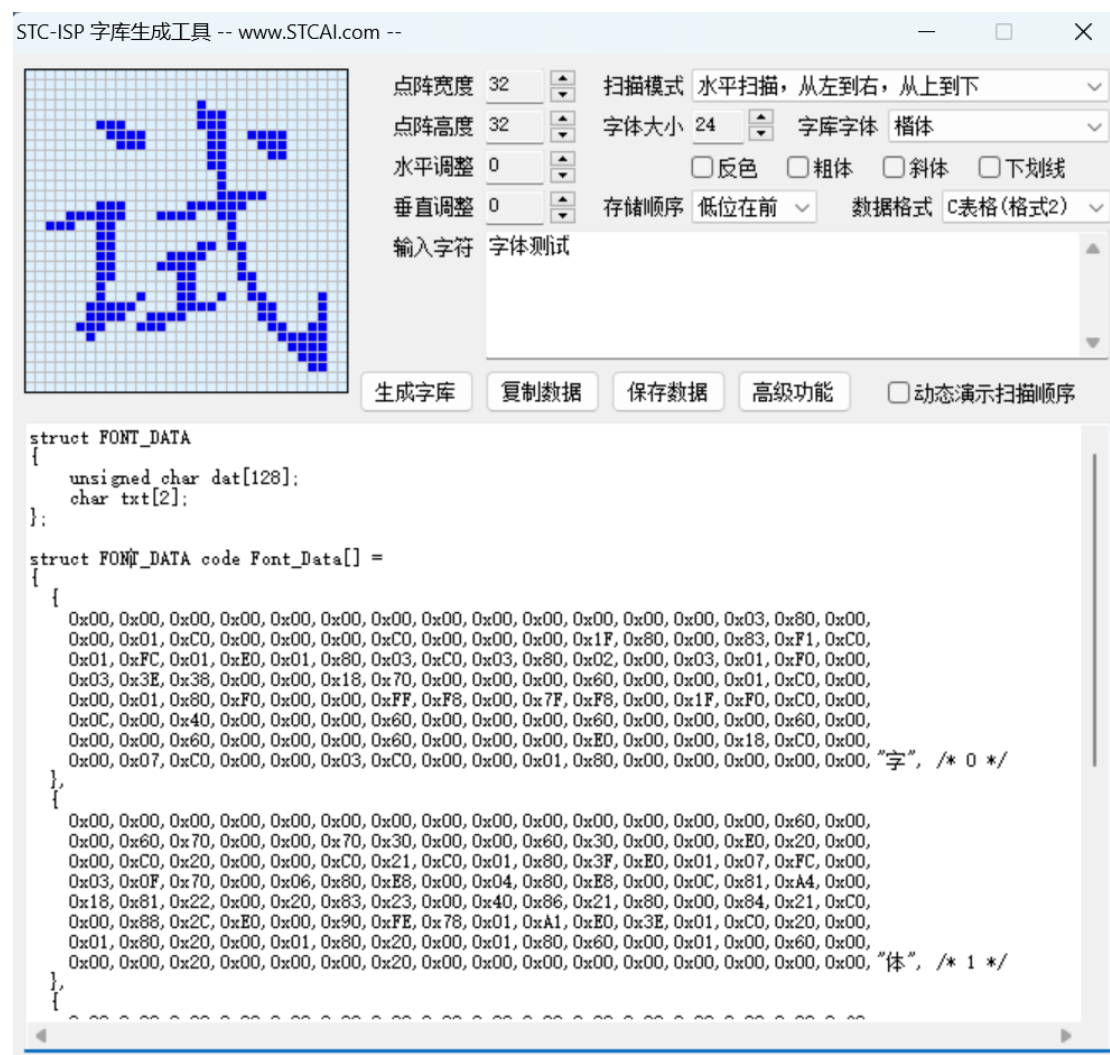 STC-ISP 字库生成工具 -- www.STCAI.com --
点阵宽度 32 扫描模式 水平扫描，从左到右，从上到下
点阵高度 32 字体大小 24 字库字体 楷体
水平调整 0 反色 粗体 斜体 下划线
垂直调整 0 存储顺序 低位在前 数据格式 C表格(格式2)
输入字符 字体测试
试
生成字库 复制数据 保存数据 高级功能 动态演示扫描顺序
struct FONT_DATA
{
unsigned char dat[128];
char txt[2];
};
struct FONT_DATA code Font_Data[] =
{
{
0x00, 0x00, 0x00, 0x00, 0x00, 0x00, 0x00, 0x00, 0x00, 0x00, 0x00, 0x00, 0x00, 0x03, 0x80, 0x00,
0x00, 0x01, 0xC0, 0x00, 0x00, 0x00, 0xC0, 0x00, 0x00, 0x00, 0x1F, 0x80, 0x00, 0x83, 0xF1, 0xC0,
0x01, 0xFC, 0x01, 0xE0, 0x01, 0x80, 0x03, 0xC0, 0x03, 0x80, 0x02, 0x00, 0x03, 0x01, 0xF0, 0x00,
0x03, 0x3E, 0x38, 0x00, 0x00, 0x18, 0x70, 0x00, 0x00, 0x00, 0x60, 0x00, 0x00, 0x01, 0xC0, 0x00,
0x00, 0x01, 0x80, 0xF0, 0x00, 0xFF, 0xF8, 0x00, 0x7F, 0xF8, 0x00, 0x1F, 0xF0, 0xC0, 0x00,
0x0C, 0x00, 0x40, 0x00, 0x00, 0x00, 0x60, 0x00, 0x00, 0x00, 0x60, 0x00, 0x00, 0x00, 0x60, 0x00,
0x00, 0x00, 0x60, 0x00, 0x00, 0x00, 0x60, 0x00, 0x00, 0x00, 0xE0, 0x00, 0x00, 0x18, 0xC0, 0x00,
0x00, 0x07, 0xC0, 0x00, 0x00, 0x03, 0xC0, 0x00, 0x00, 0x01, 0x80, 0x00, 0x00, 0x00, 0x00, 0x00, "字", /* 0 */
},
{
0x00, 0x00, 0x00, 0x00, 0x00, 0x00, 0x00, 0x00, 0x00, 0x00, 0x00, 0x00, 0x00, 0x00, 0x60, 0x00,
0x00, 0x60, 0x70, 0x00, 0x00, 0x70, 0x30, 0x00, 0x00, 0x60, 0x30, 0x00, 0x00, 0xE0, 0x20, 0x00,
0x00, 0xC0, 0x20, 0x00, 0x00, 0xC0, 0x21, 0xC0, 0x01, 0x80, 0x3F, 0xE0, 0x01, 0x07, 0xFC, 0x00,
0x03, 0x0F, 0x70, 0x00, 0x06, 0x80, 0xE8, 0x00, 0x04, 0x80, 0xE8, 0x00, 0x0C, 0x81, 0xA4, 0x00,
0x18, 0x81, 0x22, 0x00, 0x20, 0x83, 0x23, 0x00, 0x40, 0x86, 0x21, 0x80, 0x00, 0x84, 0x21, 0xC0,
0x00, 0x88, 0x2C, 0xE0, 0x00, 0x90, 0xFE, 0x78, 0x01, 0xA1, 0xE0, 0x3E, 0x01, 0xC0, 0x20, 0x00,
0x01, 0x80, 0x20, 0x00, 0x01, 0x80, 0x20, 0x00, 0x01, 0x80, 0x60, 0x00, 0x01, 0x00, 0x60, 0x00,
0x00, 0x00, 0x20, 0x00, 0x00, 0x00, 0x20, 0x00, 0x00, 0x00, 0x00, 0x00, 0x00, 0x00, 0x00, 0x00, "体", /* 1 */
},
{